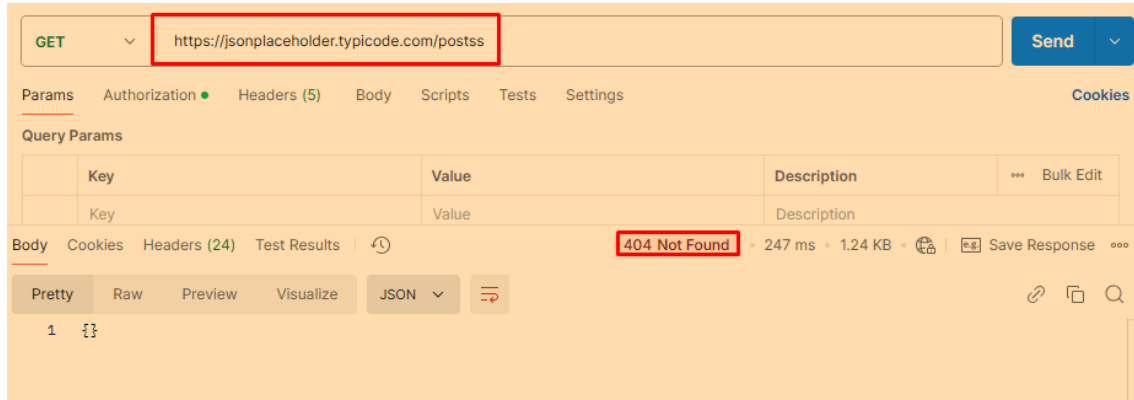 GET https://jsonplaceholder.typicode.com/postss Send
Params Authorization Headers (5) Body Scripts Tests Settings Cookies
Query Params
Key Value Description Bulk Edit
Key Value Description
Body Cookies Headers (24) Test Results 404 Not Found 247 ms 1.24 KB e.g. Save Response
Pretty Raw Preview Visualize JSON
1 {}